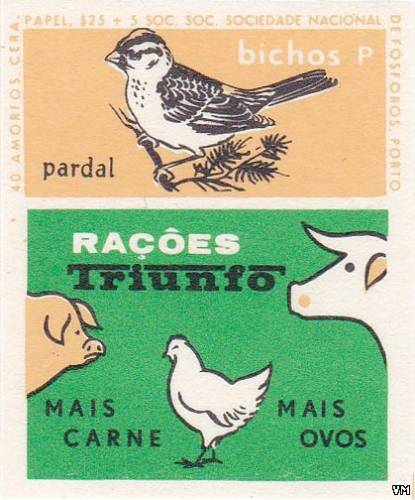 40 AMORFOS, CERA, PAPEL, $25 + 5 SOC. SOC. SOCIEDADE NACIONAL DE FÓSFOROS, PORTO
bichos P
pardal
RAÇÕES
Triunfo
MAIS CARNE
MAIS OVOS
VM